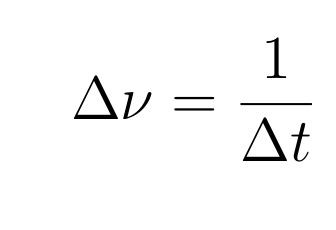 Δν = 1/Δt